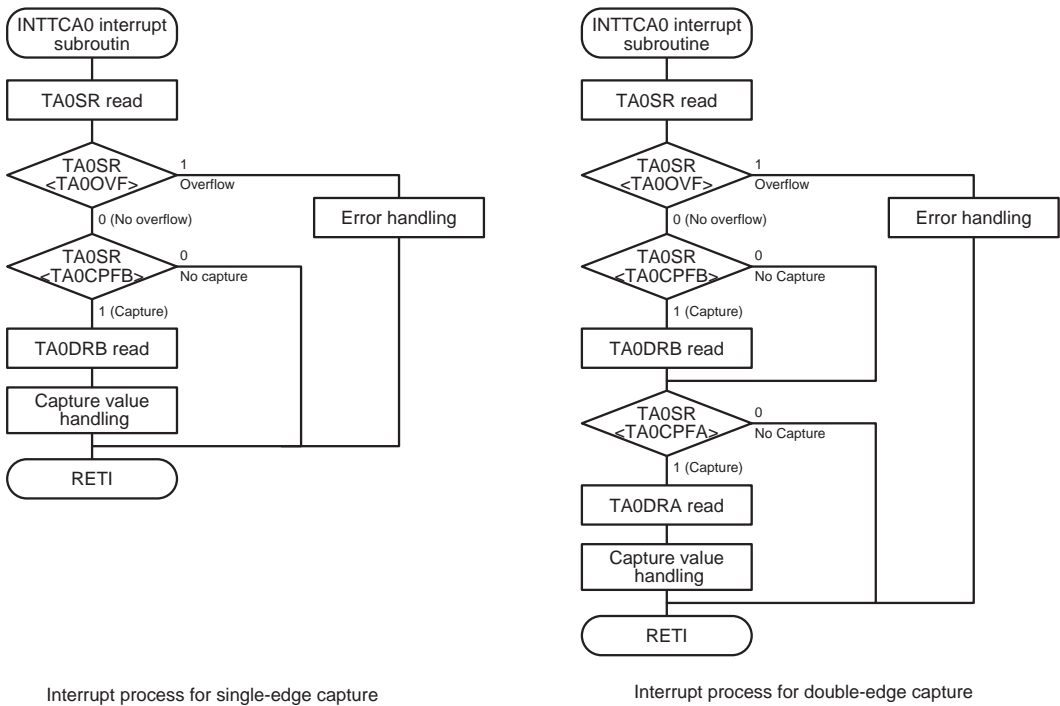 INTTCA0 interrupt
subroutin
TA0SR read
TA0SR
<TA0OVF>
1
Overflow
0 (No overflow)
Error handling
TA0SR
<TA0CPFB>
0
No capture
1 (Capture)
TA0DRB read
Capture value
handling
RETI
Interrupt process for single-edge capture
INTTCA0 interrupt
subroutine
TA0SR read
TA0SR
<TA0OVF>
1
Overflow
0 (No overflow)
Error handling
TA0SR
<TA0CPFB>
0
No Capture
1 (Capture)
TA0DRB read
TA0SR
<TA0CPFA>
0
No Capture
1 (Capture)
TA0DRA read
Capture value
handling
RETI
Interrupt process for double-edge capture